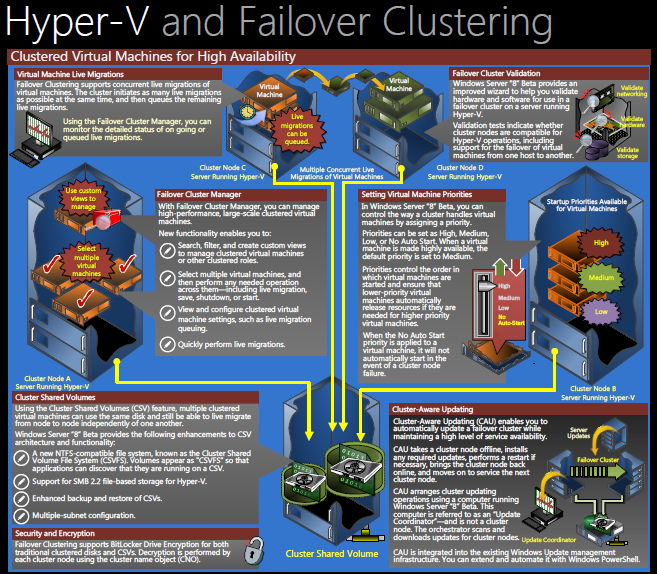 Hyper-V and Failover Clustering
Clustered Virtual Machines for High Availability
Virtual Machine Live Migrations
Failover Clustering supports concurrent live migrations of
virtual machines. The cluster initiates as many live migrations
as possible at the same time, and then queues the remaining
live migrations.
Using the Failover Cluster Manager, you can
monitor the detailed status of on going or
queued live migrations.
Virtual
Machine
Live
migrations
can be
queued.
Virtual
Machine
Cluster Node C
Server Running Hyper-V
Multiple Concurrent Live
Migrations of Virtual Machines
Cluster Node D
Server Running Hyper-V
Failover Cluster Validation
Windows Server "8" Beta provides an
improved wizard to help you validate
hardware and software for use in a
failover cluster on a server running
Hyper-V.
Validation tests indicate whether
cluster nodes are compatible for
Hyper-V operations, including
support for the failover of virtual
machines from one host to another.
Validate
networking
Validate
hardware
Validate
storage
Use custom
views to
manage
Select
multiple
virtual
machines
Cluster Node A
Server Running Hyper-V
Failover Cluster Manager
With Failover Cluster Manager, you can manage
high-performance, large-scale clustered virtual
machines.
New functionality enables you to:
Search, filter, and create custom views
to manage clustered virtual machines
or other clustered roles.
Select multiple virtual machines, and
then perform any needed operation
across them—including live migration,
save, shutdown, or start.
View and configure clustered virtual
machine settings, such as live migration
queuing.
Quickly perform live migrations.
Setting Virtual Machine Priorities
In Windows Server "8" Beta, you can
control the way a cluster handles virtual
machines by assigning a priority.
Priorities can be set as High, Medium,
Low, or No Auto Start. When a virtual
machine is made highly available, the
default priority is set to Medium.
Priorities control the order in
which virtual machines are
started and ensure that
lower-priority virtual
machines automatically
release resources if they are
needed for higher priority
virtual machines.
When the No Auto Start
priority is applied to a
virtual machine, it will not
automatically start in the
event of a cluster node
failure.
High
Medium
Low
No
Auto-Start
Startup Priorities Available
for Virtual Machines
High
Medium
Low
Cluster Node B
Server Running Hyper-V
Cluster Shared Volumes
Using the Cluster Shared Volumes (CSV) feature, multiple clustered
virtual machines can use the same disk and still be able to live migrate
from node to node independently of one another.
Windows Server "8" Beta provides the following enhancements to CSV
architecture and functionality:
A new NTFS-compatible file system, known as the Cluster Shared
Volume File System (CSVFS). Volumes appear as "CSVFS" so that
applications can discover that they are running on a CSV.
Support for SMB 2.2 file-based storage for Hyper-V.
Enhanced backup and restore of CSVs.
Multiple-subnet configuration.
Security and Encryption
Failover Clustering supports BitLocker Drive Encryption for both
traditional clustered disks and CSVs. Decryption is performed by
each cluster node using the cluster name object (CNO).
Cluster Shared Volume
Cluster-Aware Updating
Cluster-Aware Updating (CAU) enables you to
automatically update a failover cluster while
maintaining a high level of service availability.
CAU takes a cluster node offline, installs
any required updates, performs a restart if
necessary, brings the cluster node back
online, and moves on to service the next
cluster node.
CAU arranges cluster updating
operations using a computer running
Windows Server "8" Beta. This
computer is referred to as an "Update
Coordinator"—and is not a cluster
node. The orchestrator scans and
downloads updates for cluster nodes.
CAU is integrated into the existing Windows Update management
infrastructure. You can extend and automate it with Windows PowerShell.
Server
Updates
Failover Cluster
Update Coordinator